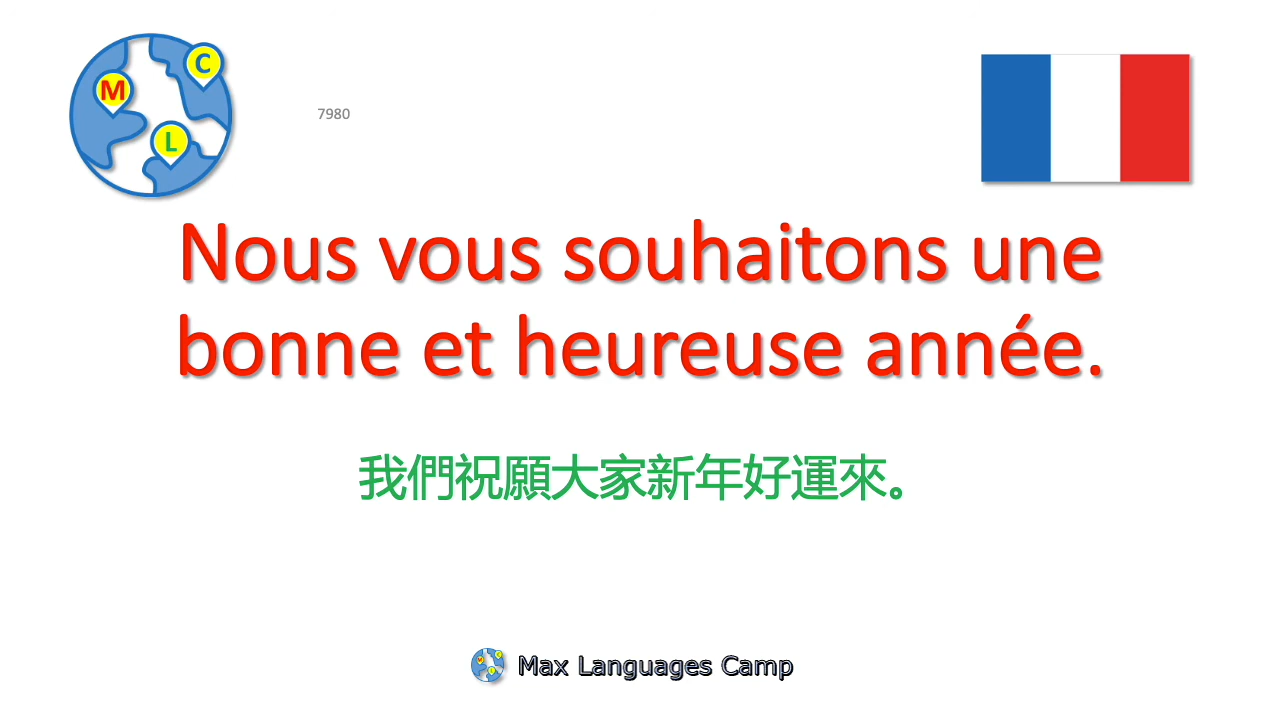 M
C
L
7980
Nous vous souhaitons une
bonne et heureuse année.
我們祝願大家新年好運來。
Max Languages Camp